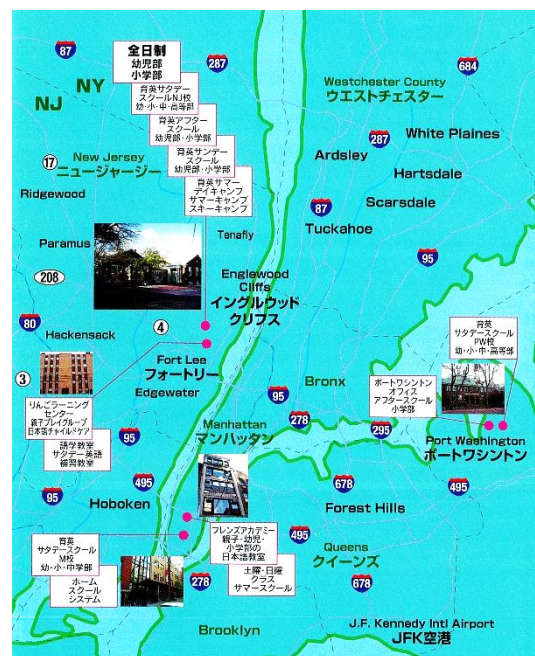 87
全日制
幼児部
小学部
287
684
NJ
NY
育英サタデー
スクールNJ校
幼・小・中・高等部
Westchester County
ウエストチェスター
育英アフター
スクール
幼児部・小学部
287
White Plaines
17
New Jersey
ニュージャージー
育英サンデー
スクール
幼児部・小学部
Ardsley
Hartsdale
Ridgewood
育英サマー
デイキャンプ
サマーキャンプ
スキーキャンプ
87
Scarsdale
Tuckahoe
Paramus
Tenafly
95
208
Englewood
Cliffs
イングルウッド
クリフス
80
Hackensack
4
育英
サタデースクール
PW校
幼・小・中・高等部
3
Fort Lee
フォートリー
Edgewater
95
Bronx
ポートワシントン
オフィス
アフタースクール
小学部
りんごラーニング
センター
親子プレイグループ
日本語チャイルドケア
語学教室
サタデー英語
補習教室
95
Manhattan
マンハッタン
278
295
Port Washington
ポートワシントン
95
495
Hoboken
678
495
Forest Hills
育英
サタデースクール
M校
幼・小・中学部
フレンズアカデミー
親子・幼児・
小学部の
日本語教室
495
ホーム
スクール
システム
278
土曜・日曜
クラス
サマースクール
Queens
クイーンズ
678
Brooklyn
J.F. Kennedy Intl Airport
JFK空港